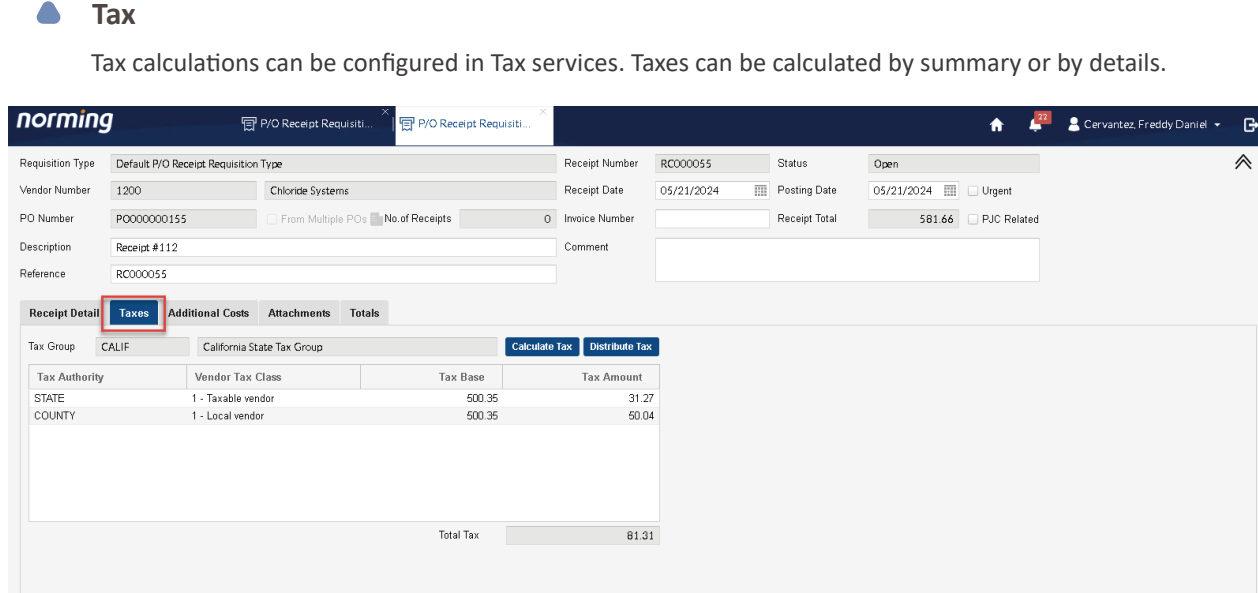 Tax
Tax calculations can be configured in Tax services. Taxes can be calculated by summary or by details.
norming P/O Receipt Requisiti... P/O Receipt Requisiti... 22 Cervantez, Freddy Daniel
Requisition Type Default P/O Receipt Requisition Type Receipt Number RC000055 Status Open
Vendor Number 1200 Chloride Systems Receipt Date 05/21/2024 Posting Date 05/21/2024 Urgent
PO Number PO000000155 From Multiple POs No.of Receipts 0 Invoice Number Receipt Total 581.66 PJC Related
Description Receipt #112 Comment
Reference RC000055
Receipt Detail Taxes Additional Costs Attachments Totals
Tax Group CALIF California State Tax Group Calculate Tax Distribute Tax
Tax Authority Vendor Tax Class Tax Base Tax Amount
STATE 1 - Taxable vendor 500.35 31.27
COUNTY 1 - Local vendor 500.35 50.04
Total Tax 81.31